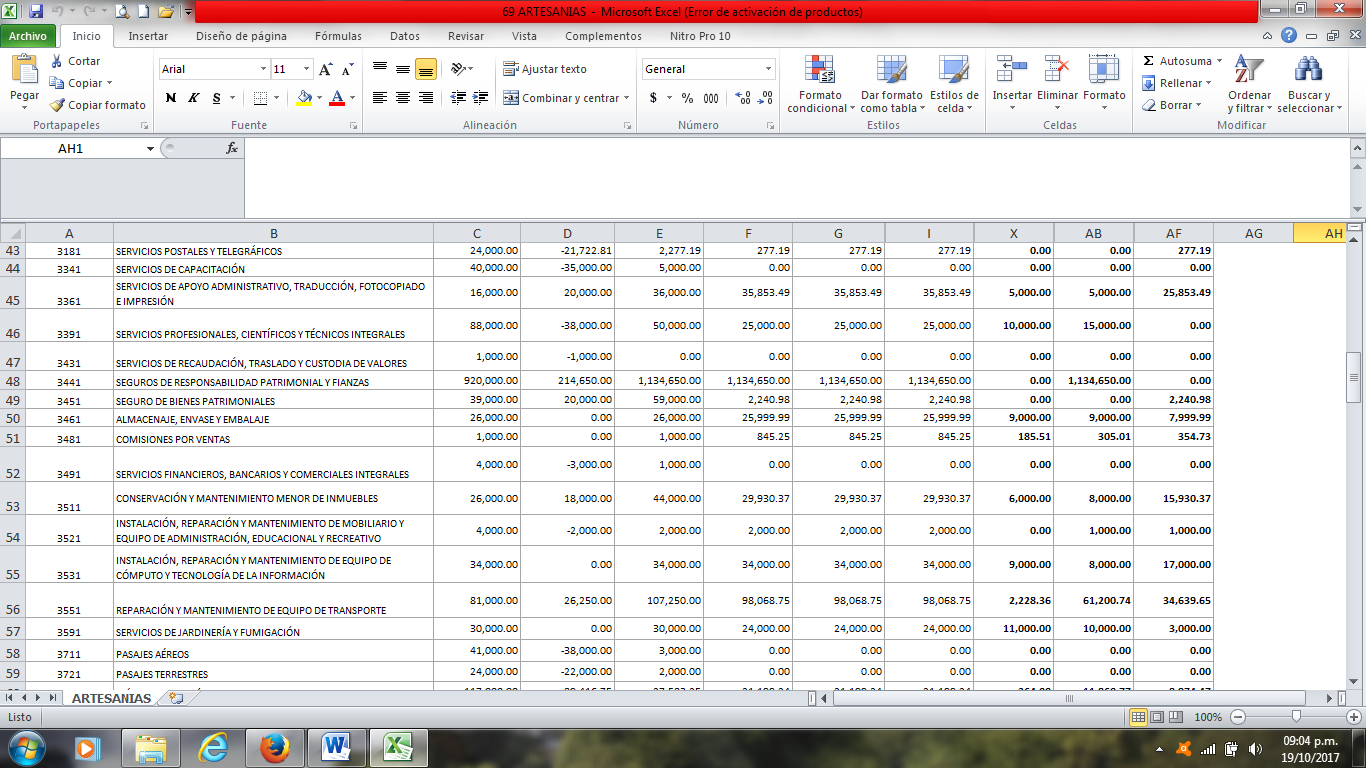 69 ARTESANIAS - Microsoft Excel (Error de activación de productos)
Archivo Inicio Insertar Diseño de página Fórmulas Datos Revisar Vista Complementos Nitro Pro 10
Pegar
Cortar
Copiar
Copiar formato
Portapapeles
Arial 11
N K S
Fuente
Ajustar texto
Combinar y centrar
Alineación
General
$ % 000
Número
Formato condicional
Dar formato como tabla
Estilos de celda
Estilos
Insertar Eliminar Formato
Celdas
Autosuma
Rellenar
Borrar
Ordenar y filtrar
Buscar y seleccionar
Modificar
AH1 fx
A B C D E F G I X AB AF AG AH
43 3181 SERVICIOS POSTALES Y TELEGRÁFICOS 24,000.00 -21,722.81 2,277.19 277.19 277.19 277.19 0.00 0.00 277.19
44 3341 SERVICIOS DE CAPACITACIÓN 40,000.00 -35,000.00 5,000.00 0.00 0.00 0.00 0.00 0.00 0.00
45 3361 SERVICIOS DE APOYO ADMINISTRATIVO, TRADUCCIÓN, FOTOCOPIADO
E IMPRESIÓN 16,000.00 20,000.00 36,000.00 35,853.49 35,853.49 35,853.49 5,000.00 5,000.00 25,853.49
46 3391 SERVICIOS PROFESIONALES, CIENTÍFICOS Y TÉCNICOS INTEGRALES 88,000.00 -38,000.00 50,000.00 25,000.00 25,000.00 25,000.00 10,000.00 15,000.00 0.00
47 3431 SERVICIOS DE RECAUDACIÓN, TRASLADO Y CUSTODIA DE VALORES 1,000.00 -1,000.00 0.00 0.00 0.00 0.00 0.00 0.00 0.00
48 3441 SEGUROS DE RESPONSABILIDAD PATRIMONIAL Y FIANZAS 920,000.00 214,650.00 1,134,650.00 1,134,650.00 1,134,650.00 1,134,650.00 0.00 1,134,650.00 0.00
49 3451 SEGURO DE BIENES PATRIMONIALES 39,000.00 20,000.00 59,000.00 2,240.98 2,240.98 2,240.98 0.00 0.00 2,240.98
50 3461 ALMACENAJE, ENVASE Y EMBALAJE 26,000.00 0.00 26,000.00 25,999.99 25,999.99 25,999.99 9,000.00 9,000.00 7,999.99
51 3481 COMISIONES POR VENTAS 1,000.00 0.00 1,000.00 845.25 845.25 845.25 185.51 305.01 354.73
52 3491 SERVICIOS FINANCIEROS, BANCARIOS Y COMERCIALES INTEGRALES 4,000.00 -3,000.00 1,000.00 0.00 0.00 0.00 0.00 0.00 0.00
53 3511 CONSERVACIÓN Y MANTENIMIENTO MENOR DE INMUEBLES 26,000.00 18,000.00 44,000.00 29,930.37 29,930.37 29,930.37 6,000.00 8,000.00 15,930.37
54 3521 INSTALACIÓN, REPARACIÓN Y MANTENIMIENTO DE MOBILIARIO Y
EQUIPO DE ADMINISTRACIÓN, EDUCACIONAL Y RECREATIVO 4,000.00 -2,000.00 2,000.00 2,000.00 2,000.00 2,000.00 0.00 1,000.00 1,000.00
55 3531 INSTALACIÓN, REPARACIÓN Y MANTENIMIENTO DE EQUIPO DE
CÓMPUTO Y TECNOLOGÍA DE LA INFORMACIÓN 34,000.00 0.00 34,000.00 34,000.00 34,000.00 34,000.00 9,000.00 8,000.00 17,000.00
56 3551 REPARACIÓN Y MANTENIMIENTO DE EQUIPO DE TRANSPORTE 81,000.00 26,250.00 107,250.00 98,068.75 98,068.75 98,068.75 2,228.36 61,200.74 34,639.65
57 3591 SERVICIOS DE JARDINERÍA Y FUMIGACIÓN 30,000.00 0.00 30,000.00 24,000.00 24,000.00 24,000.00 11,000.00 10,000.00 3,000.00
58 3711 PASAJES AÉREOS 41,000.00 -38,000.00 3,000.00 0.00 0.00 0.00 0.00 0.00 0.00
59 3721 PASAJES TERRESTRES 24,000.00 -22,000.00 2,000.00 0.00 0.00 0.00 0.00 0.00 0.00
ARTESANIAS
Listo 100%
09:04 p.m.
19/10/2017